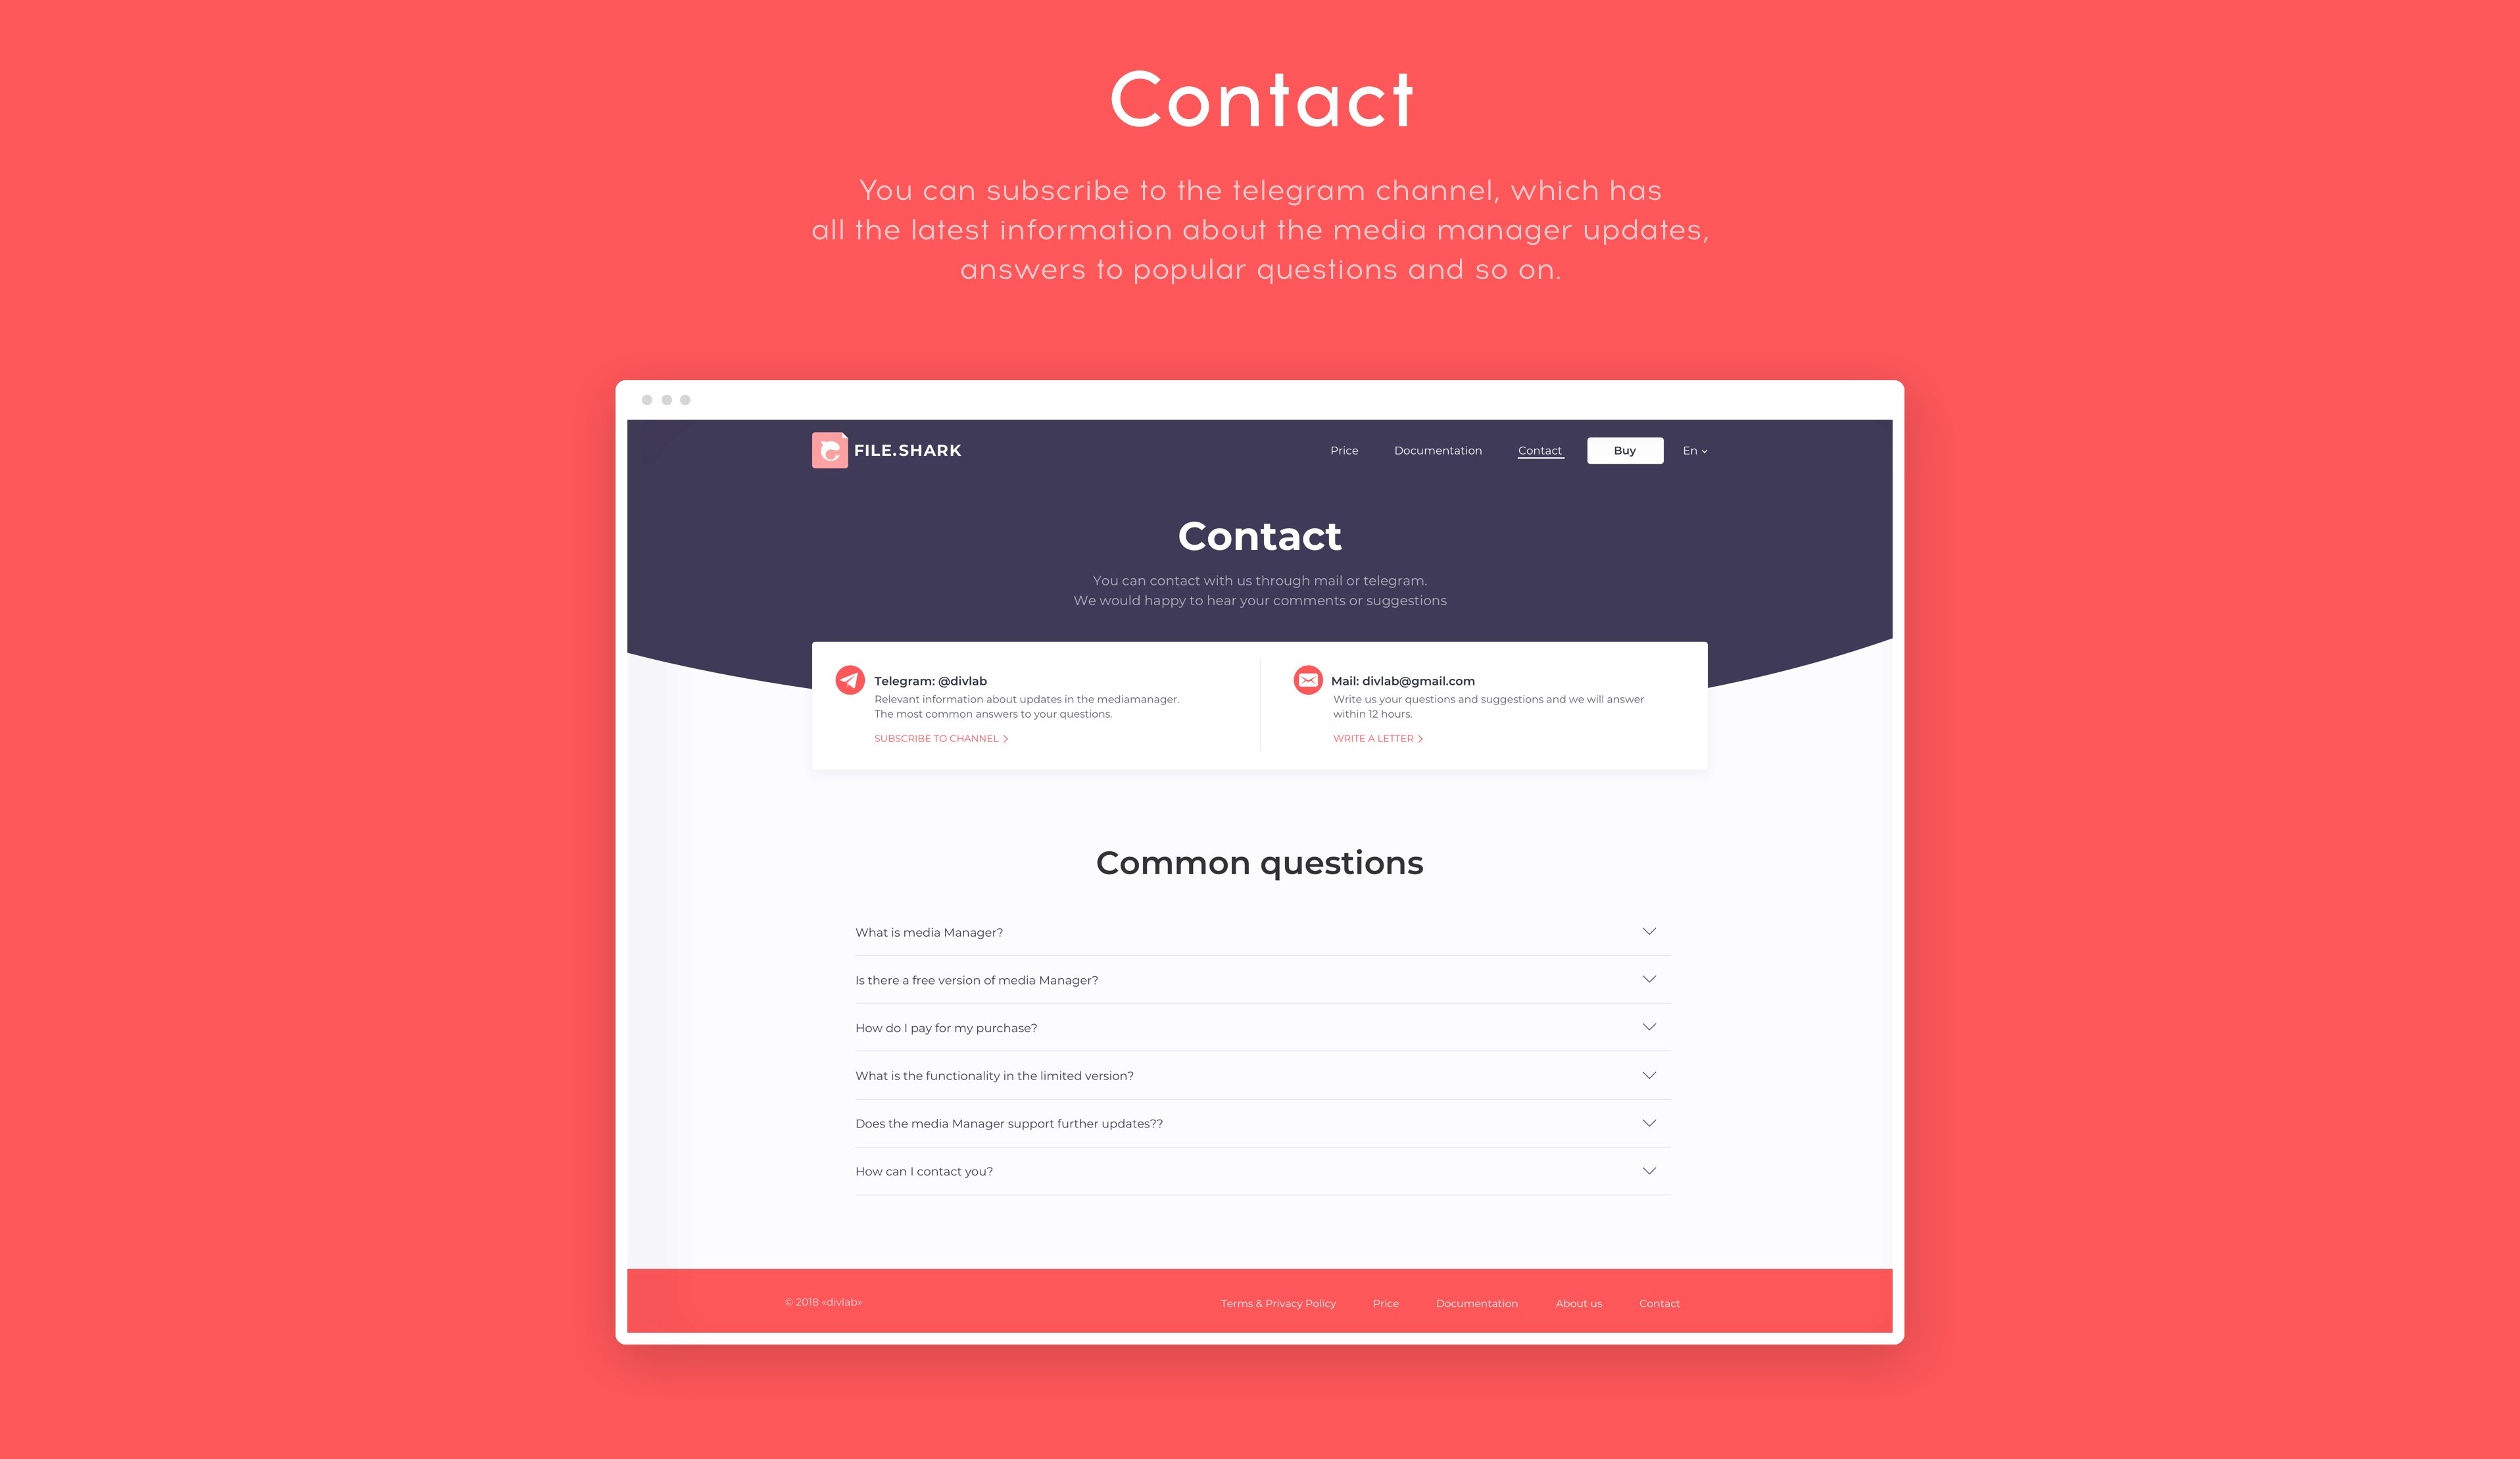 Contact
You can subscribe to the telegram channel, which has
all the latest information about the media manager updates,
answers to popular questions and so on.
FILE.SHARK
Price
Documentation
Contact
Buy
En
Contact
You can contact with us through mail or telegram.
We would happy to hear your comments or suggestions
Telegram: @divlab
Relevant information about updates in the mediamanager.
The most common answers to your questions.
SUBSCRIBE TO CHANNEL
Mail: divlab@gmail.com
Write us your questions and suggestions and we will answer
within 12 hours.
WRITE A LETTER
Common questions
What is media Manager?
Is there a free version of media Manager?
How do I pay for my purchase?
What is the functionality in the limited version?
Does the media Manager support further updates??
How can I contact you?
© 2018 «divlab»
Terms & Privacy Policy
Price
Documentation
About us
Contact